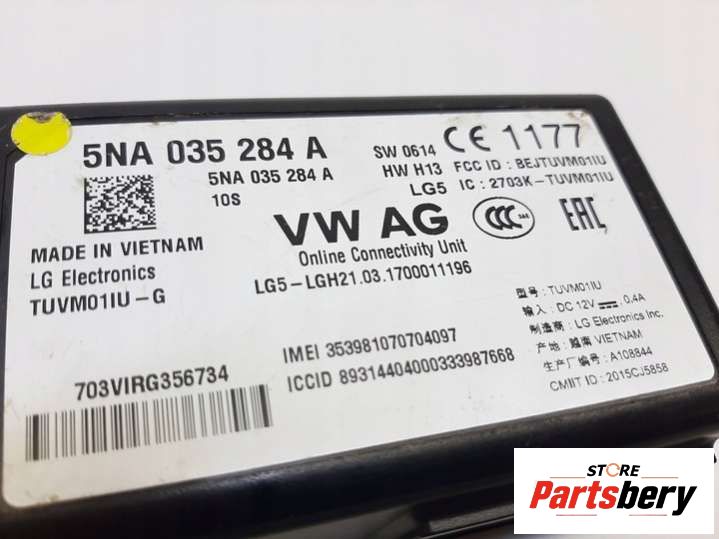 5NA 035 284 A
5NA 035 284 A
10S
SW 0614
HW H13
LG5
CE 1177
FCC ID : BEJTUVM01IU
IC : 2703K-TUVM01IU
VW AG
Online Connectivity Unit
LG5-LGH21.03.1700011196
CCC
S&E
EAC
MADE IN VIETNAM
LG Electronics
TUVM01IU-G
703VIRG356734
IMEI 353981070704097
ICCID 89314404000333987668
型号 : TUVM01IU
输入 : DC 12V⎓, 0.4A
制造商 : LG Electronics Inc.
产地 : 越南 VIETNAM
生产厂编号 : A108844
CMIIT ID : 2015CJ5858
STORE
Partsbery